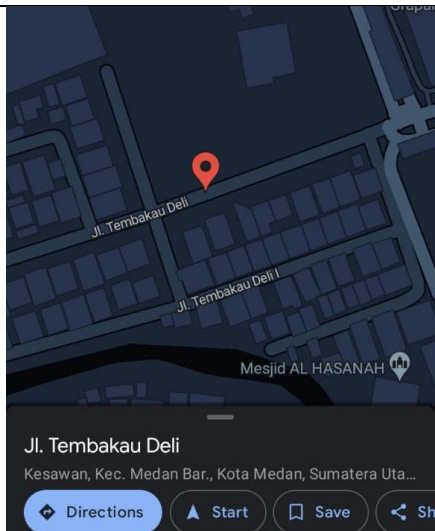 Jl. Tembakau Deli
Jl. Tembakau Deli I
Mesjid AL HASANAH
Jl. Tembakau Deli
Kesawan, Kec. Medan Bar., Kota Medan, Sumatera Uta...
Directions
Start
Save
Sh